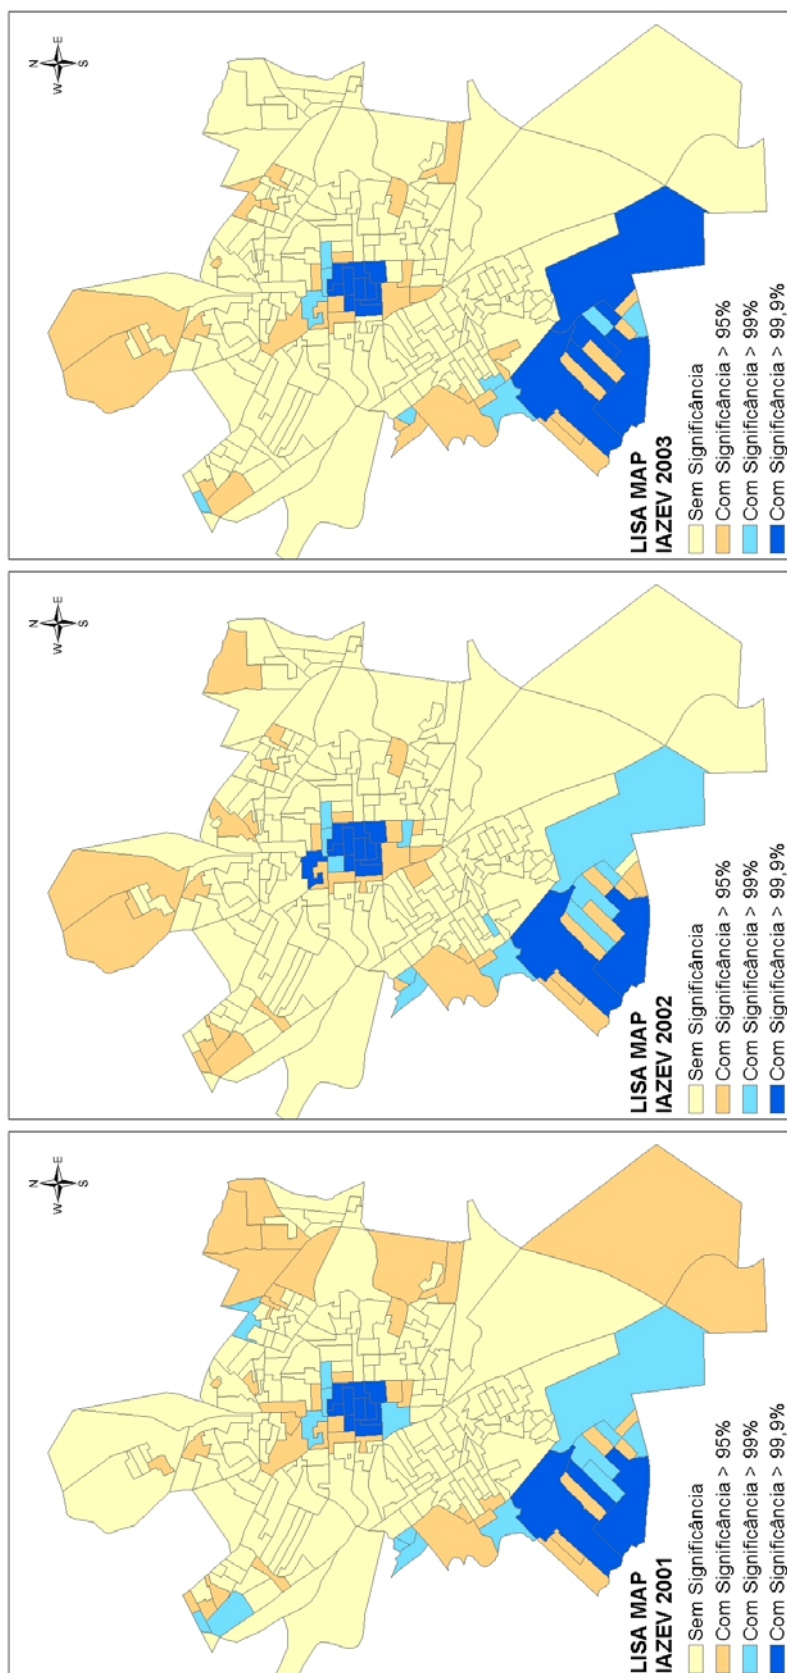 N
W
E
S
LISA MAP
IAZEV 2003
Sem Significância
Com Significância > 95%
Com Significância > 99%
Com Significância > 99,9%
N
W
E
S
LISA MAP
IAZEV 2002
Sem Significância
Com Significância > 95%
Com Significância > 99%
Com Significância > 99,9%
N
W
E
S
LISA MAP
IAZEV 2001
Sem Significância
Com Significância > 95%
Com Significância > 99%
Com Significância > 99,9%